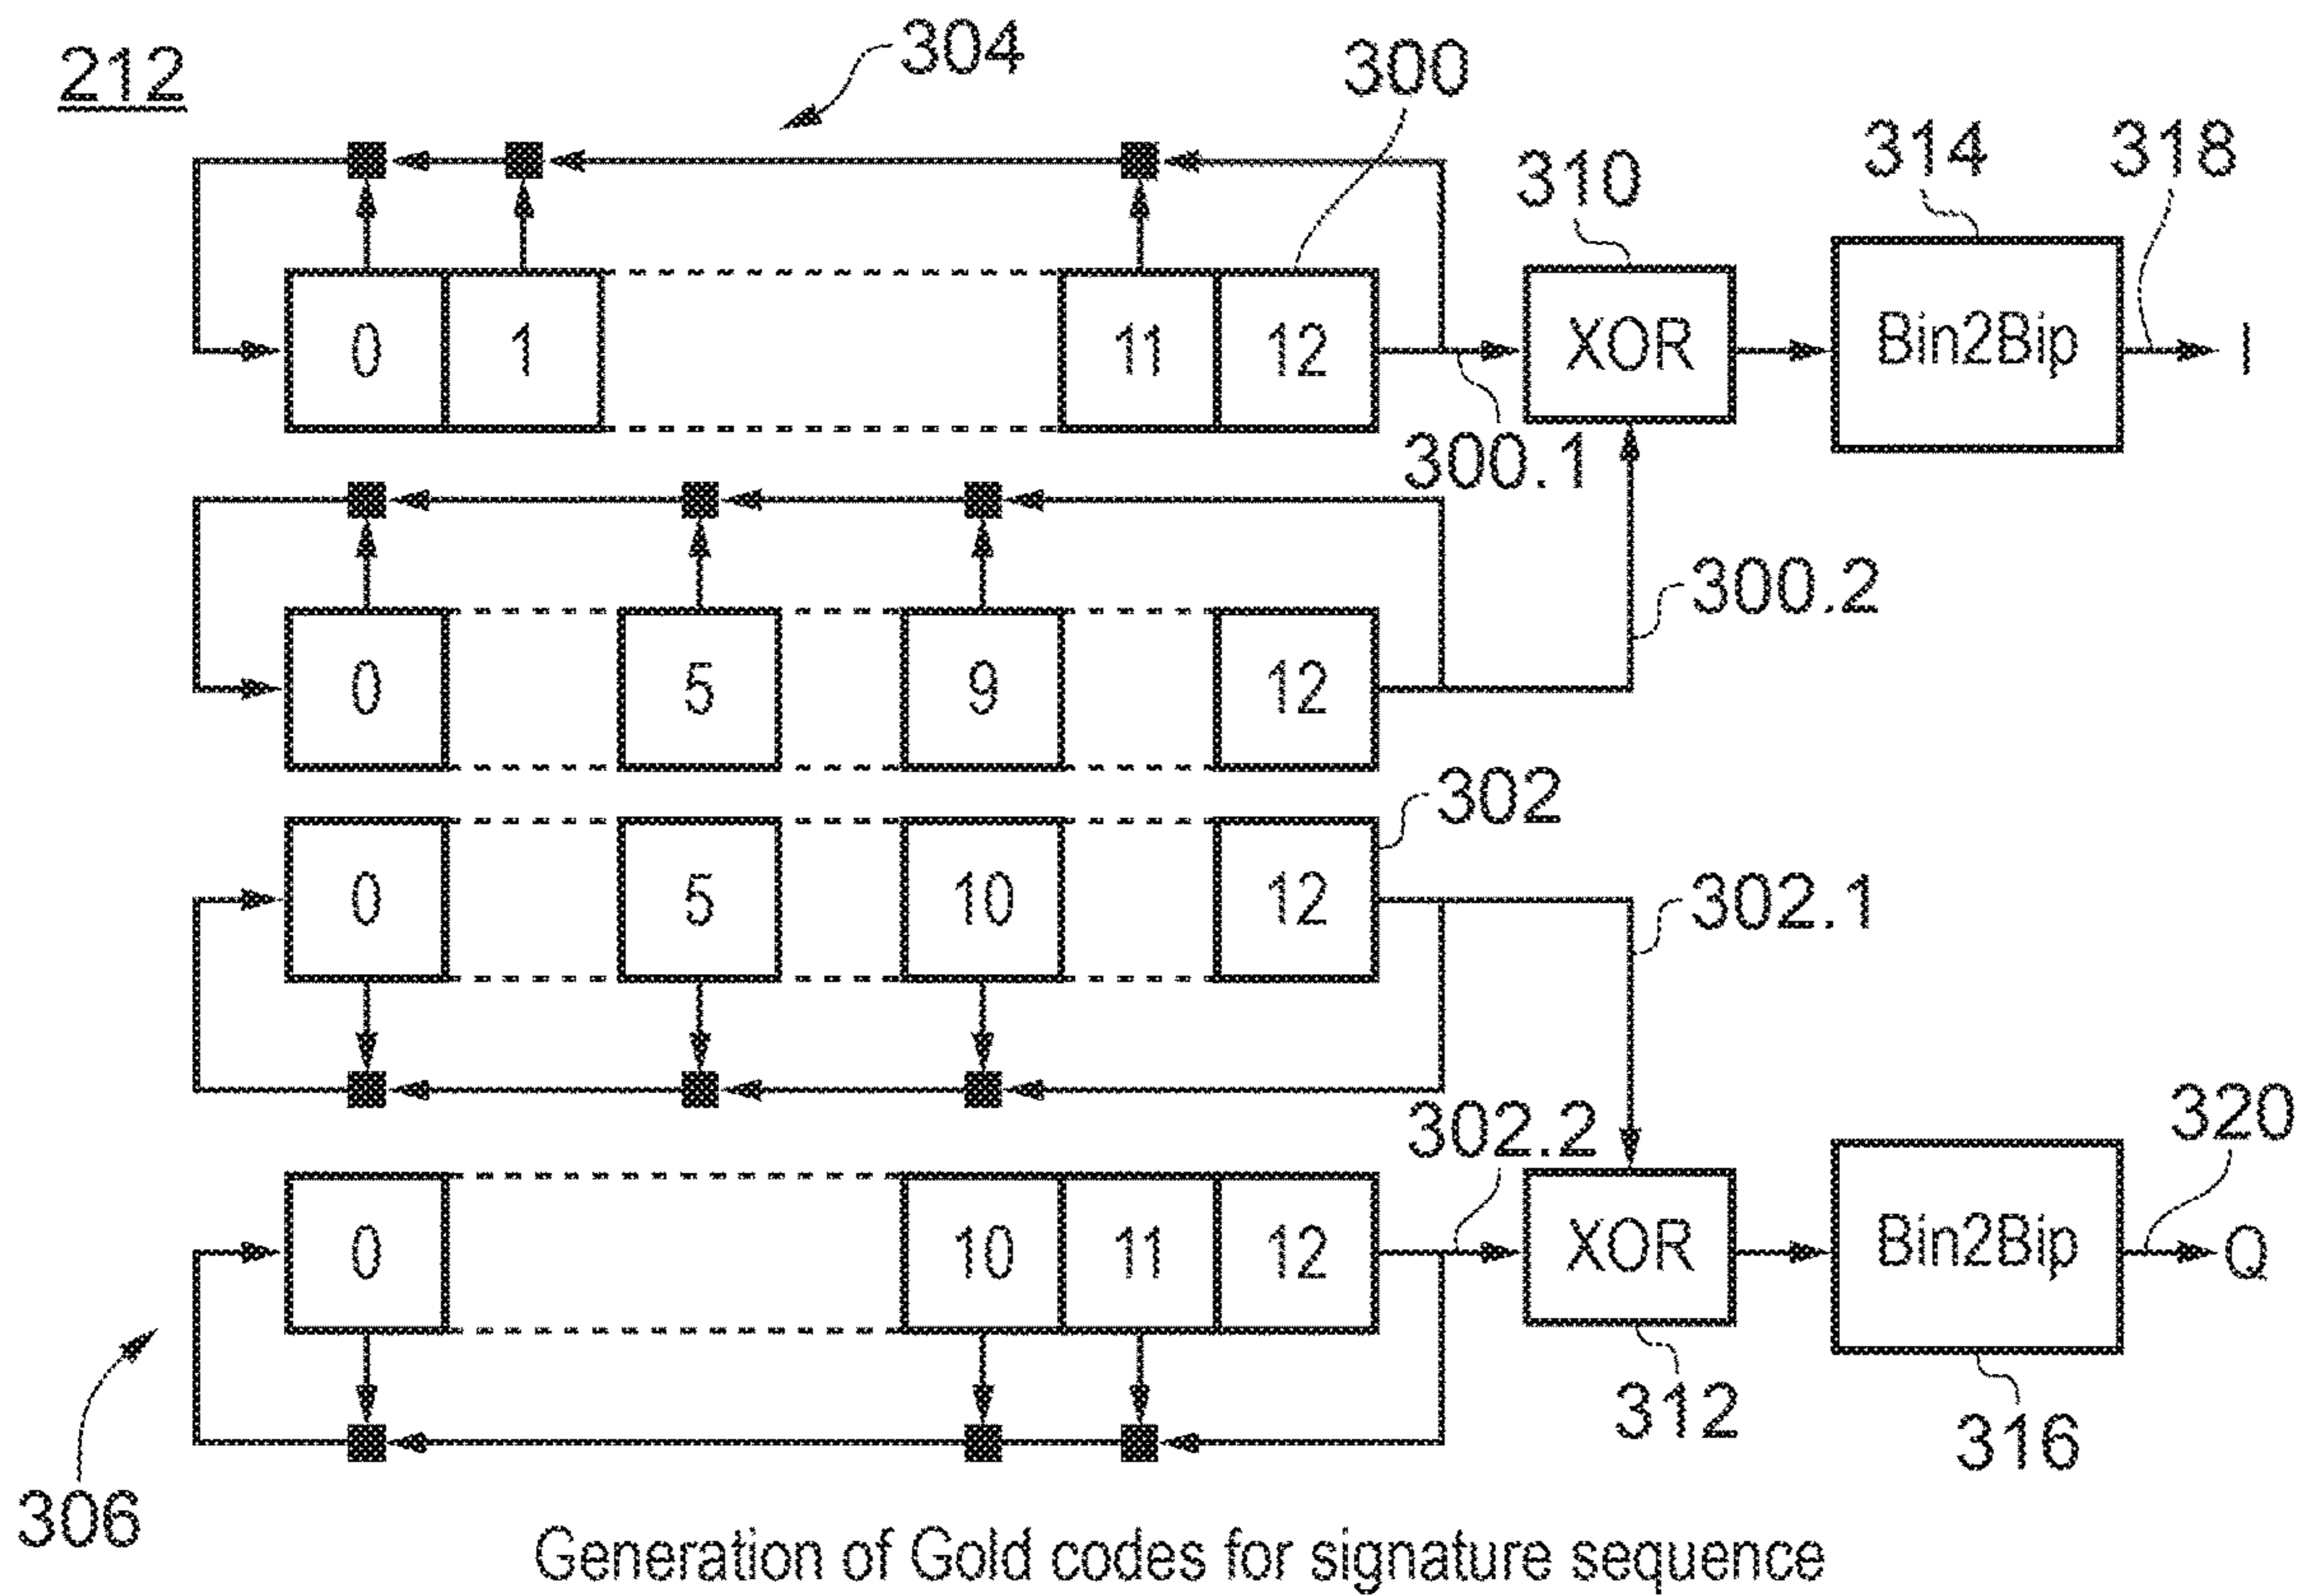 212
304
300
310
314
318
0 1 11 12
XOR
Bin2Bip
I
300.1
300.2
0 5 9 12
302
0 5 10 12
302.1
302.2
320
0 10 11 12
XOR
Bin2Bip
Q
312
316
306
Generation of Gold codes for signature sequence